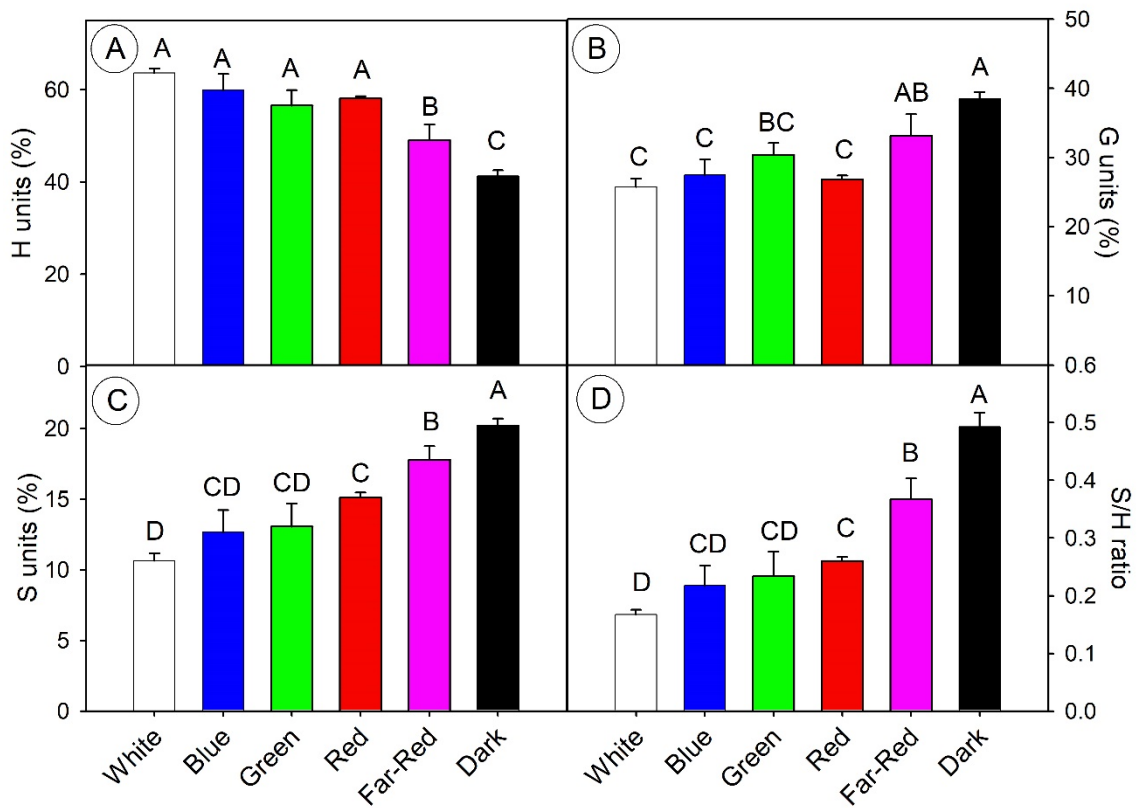 A
H units (%)
60
40
20
0
A
A
A
A
B
C
B
G units (%)
50
40
30
20
10
C
C
BC
C
AB
A
C
S units (%)
20
15
10
5
0
D
CD
CD
C
B
A
White
Blue
Green
Red
Far-Red
Dark
D
S/H ratio
0.6
0.5
0.4
0.3
0.2
0.1
0.0
D
CD
CD
C
B
A
White
Blue
Green
Red
Far-Red
Dark